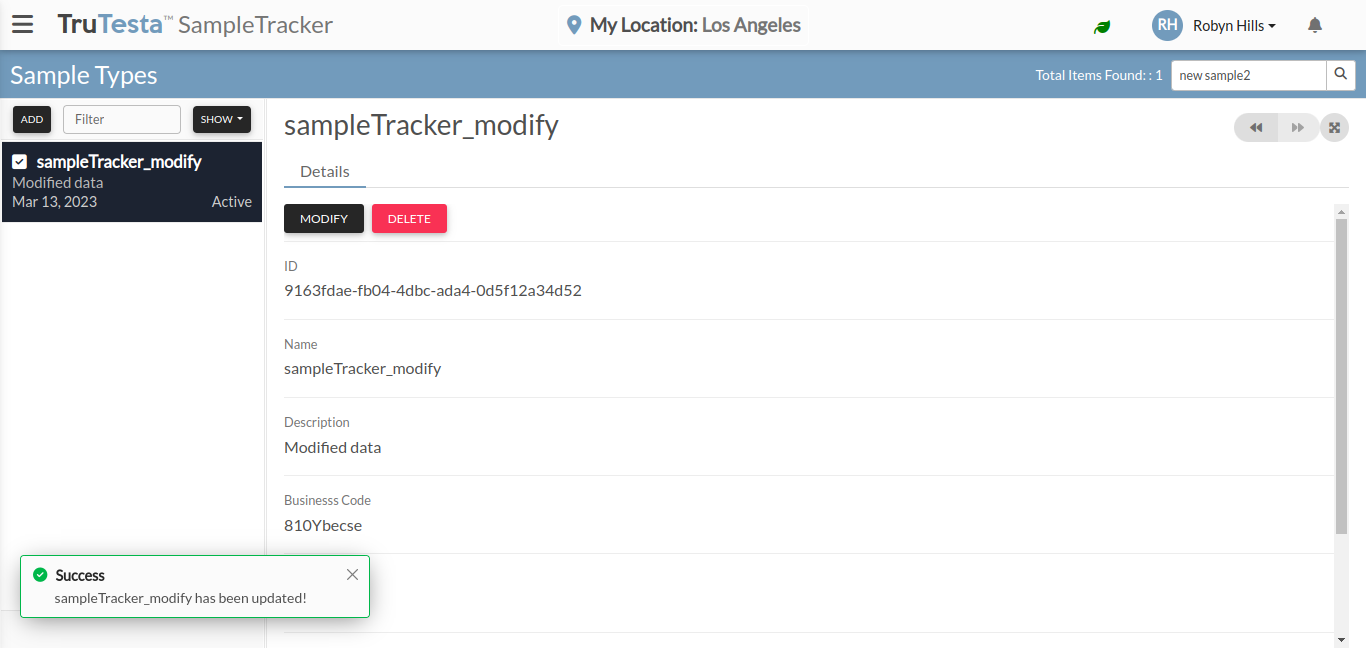 TruTesta™ SampleTracker
My Location: Los Angeles
RH Robyn Hills
Sample Types
Total Items Found: : 1
new sample2
ADD
Filter
SHOW
sampleTracker_modify
Modified data
Mar 13, 2023 Active
sampleTracker_modify
Details
MODIFY
DELETE
ID
9163fdae-fb04-4dbc-ada4-0d5f12a34d52
Name
sampleTracker_modify
Description
Modified data
Businesss Code
810Ybecse
Success
sampleTracker_modify has been updated!